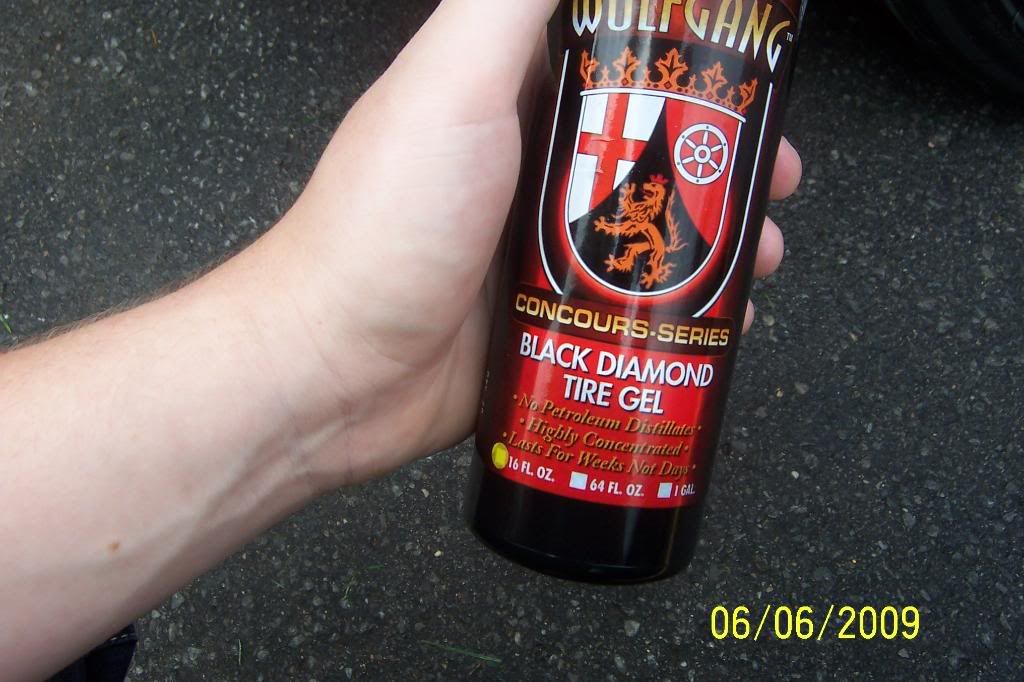 WOLFGANG™
CONCOURS-SERIES
BLACK DIAMOND
TIRE GEL
• No Petroleum Distillates •
• Highly Concentrated •
• Lasts For Weeks Not Days •
16 FL. OZ. 64 FL. OZ. 1 GAL.
06/06/2009